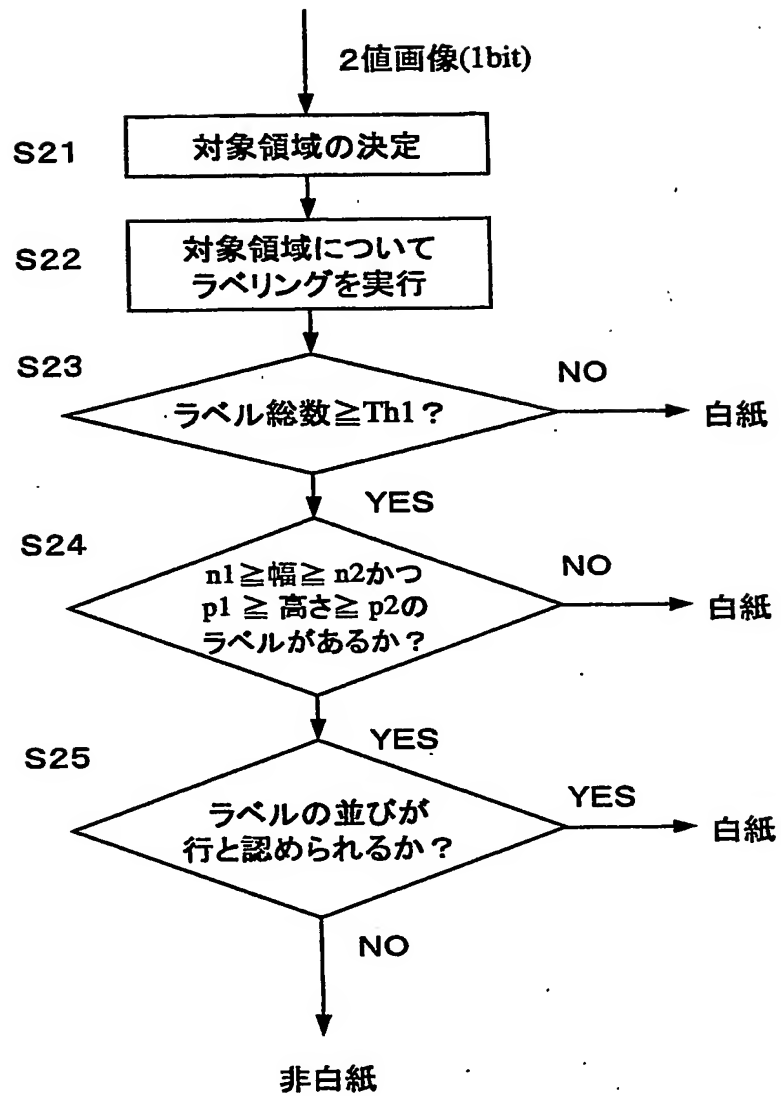 2値画像(1bit)
S21
対象領域の決定
S22
対象領域について
ラベリングを実行
S23
ラベル総数≧Th1？
NO
白紙
YES
S24
n1≧幅≧ n2かつ
p1 ≧ 高さ≧ p2の
ラベルがあるか？
NO
白紙
YES
S25
ラベルの並びが
行と認められるか？
YES
白紙
NO
非白紙